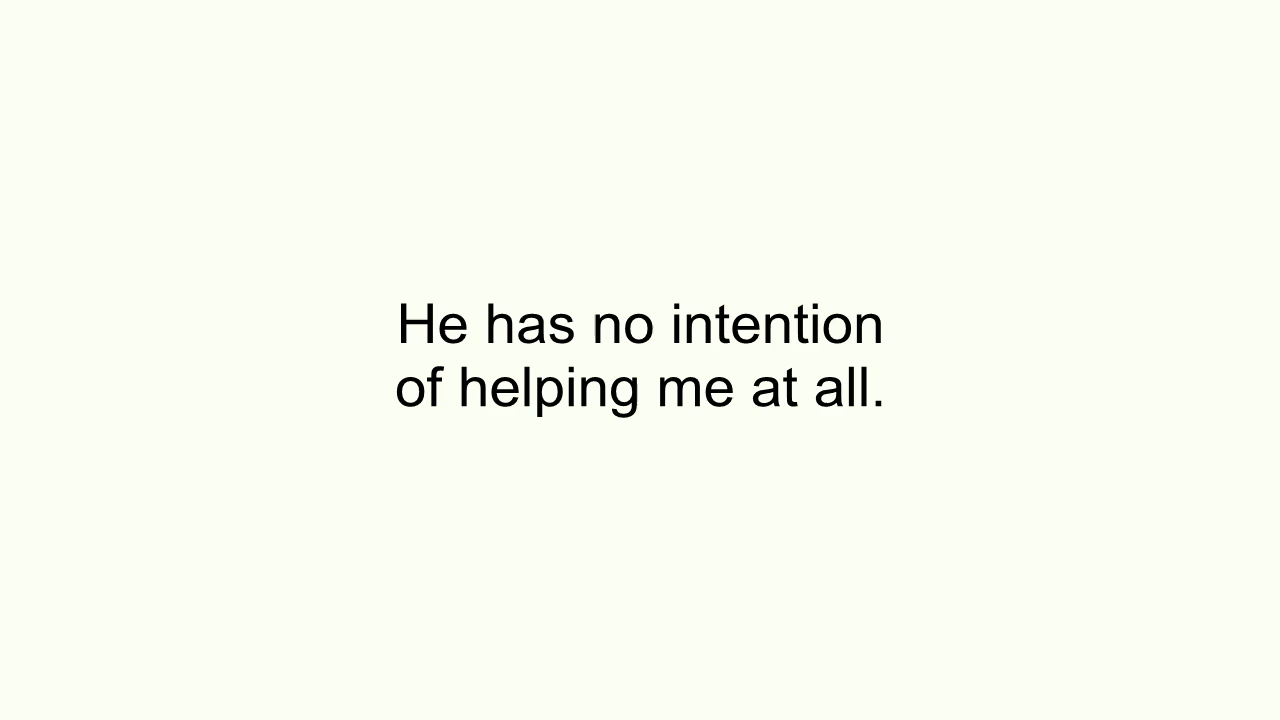 He has no intention
of helping me at all.